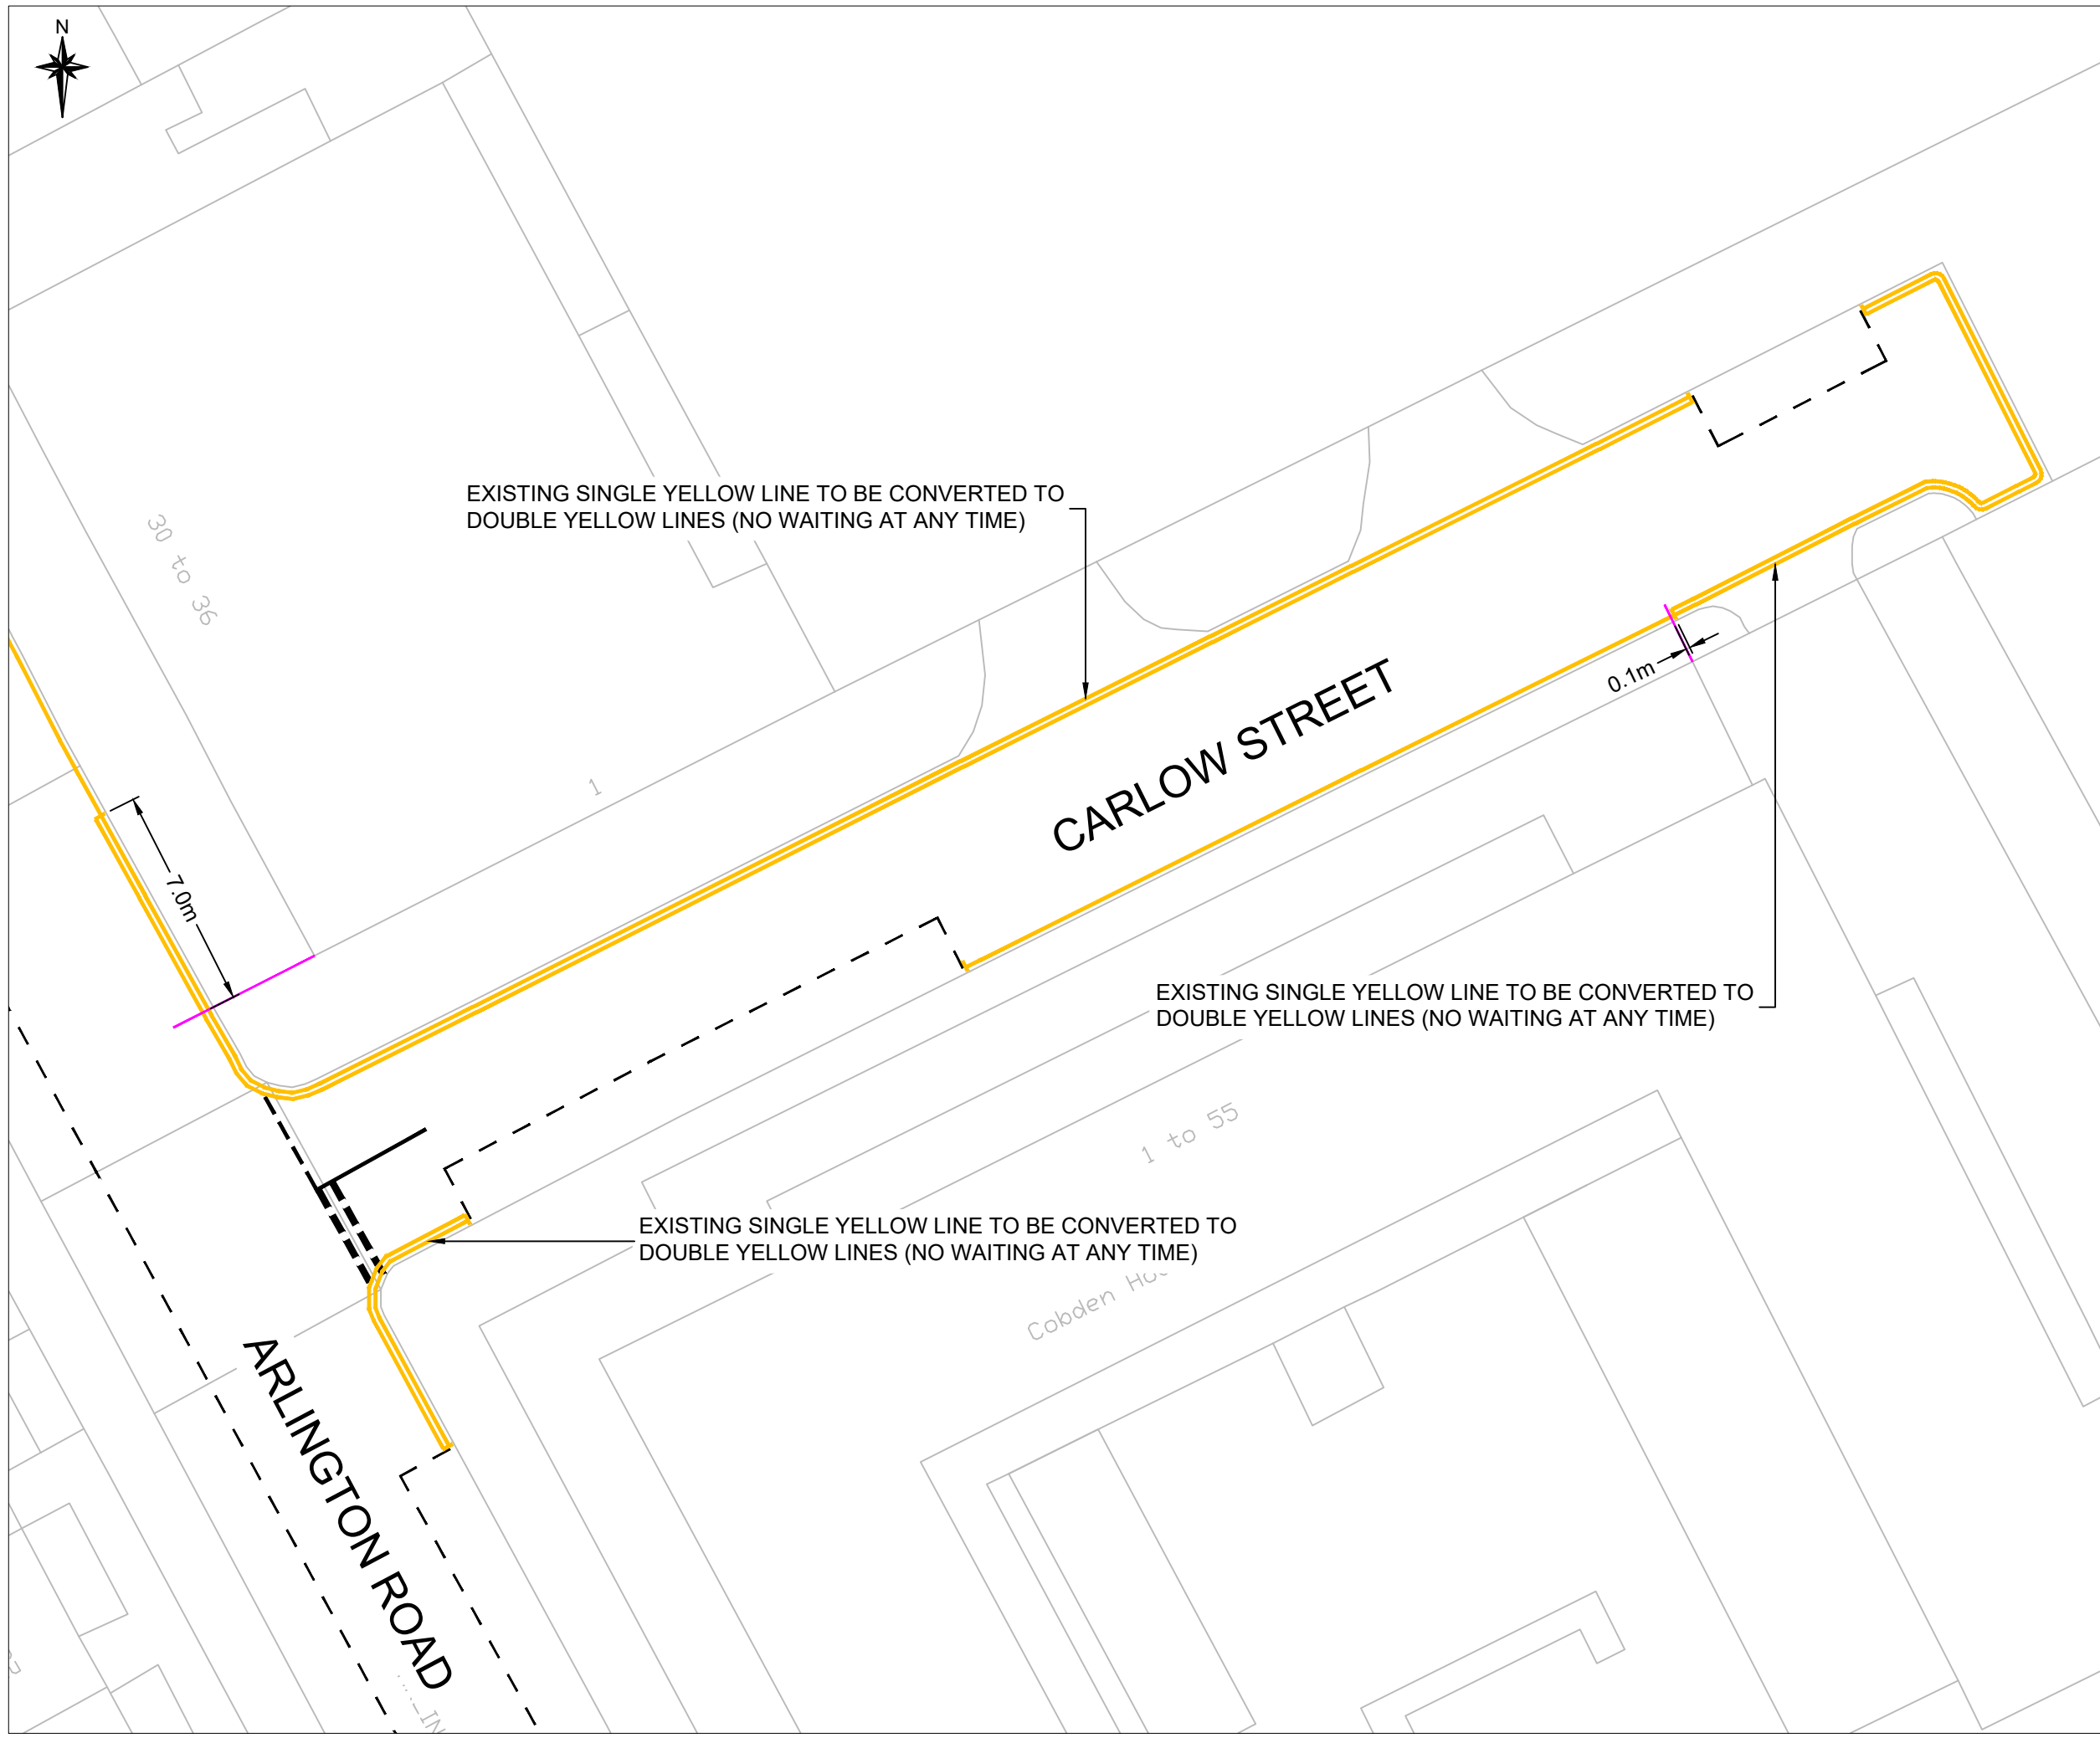 N
EXISTING SINGLE YELLOW LINE TO BE CONVERTED TO
DOUBLE YELLOW LINES (NO WAITING AT ANY TIME)
30 to 36
0.1m
CARLOW STREET
1
7.0m
EXISTING SINGLE YELLOW LINE TO BE CONVERTED TO
DOUBLE YELLOW LINES (NO WAITING AT ANY TIME)
1 to 55
EXISTING SINGLE YELLOW LINE TO BE CONVERTED TO
DOUBLE YELLOW LINES (NO WAITING AT ANY TIME)
Cobden
ARLINGTON ROAD